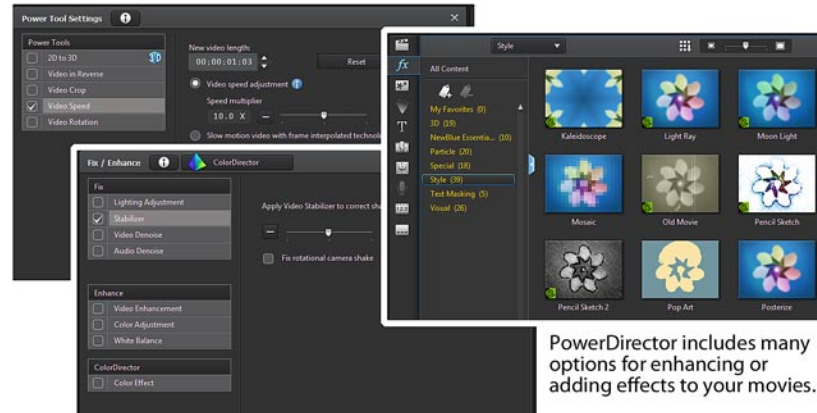 Power Tool Settings
Power Tools
2D to 3D
3D
Video in Reverse
Video Crop
Video Speed
Video Rotation
New video length:
00:00:01:03
Reset
Video speed adjustment
Speed multiplier
10.0 X
Slow motion video with frame interpolated technolo
Fix / Enhance
ColorDirector
Fix
Lighting Adjustment
Stabilizer
Video Denoise
Audio Denoise
Apply Video Stabilizer to correct sha
Fix rotational camera shake
Enhance
Video Enhancement
Color Adjustment
White Balance
ColorDirector
Color Effect
Style
fx
T
All Content
My Favorites (0)
3D (19)
NewBlue Essentia... (10)
Particle (20)
Special (18)
Style (39)
Text Masking (5)
Visual (26)
Kaleidoscope
Light Ray
Moon Light
Mosaic
Old Movie
Pencil Sketch
Pencil Sketch 2
Pop Art
Posterize
PowerDirector includes many
options for enhancing or
adding effects to your movies.